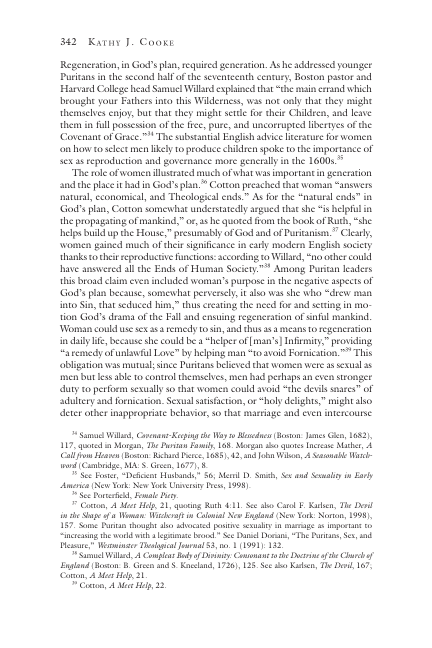 342 KATHY J. COOKE
Regeneration, in God's plan, required generation. As he addressed younger
Puritans in the second half of the seventeenth century, Boston pastor and
Harvard College head Samuel Willard explained that “the main errand which
brought your Fathers into this Wilderness, was not only that they might
themselves enjoy, but that they might settle for their Children, and leave
them in full possession of the free, pure, and uncorrupted libertyes of the
Covenant of Grace.”34 The substantial English advice literature for women
on how to select men likely to produce children spoke to the importance of
sex as reproduction and governance more generally in the 1600s.35
The role of women illustrated much of what was important in generation
and the place it had in God's plan.36 Cotton preached that woman “answers
natural, economical, and Theological ends.” As for the “natural ends” in
God's plan, Cotton somewhat understatedly argued that she “is helpful in
the propagating of mankind,” or, as he quoted from the book of Ruth, “she
helps build up the House,” presumably of God and of Puritanism.37 Clearly,
women gained much of their significance in early modern English society
thanks to their reproductive functions: according to Willard, “no other could
have answered all the Ends of Human Society.”38 Among Puritan leaders
this broad claim even included woman's purpose in the negative aspects of
God's plan because, somewhat perversely, it also was she who “drew man
into Sin, that seduced him,” thus creating the need for and setting in mo-
tion God's drama of the Fall and ensuing regeneration of sinful mankind.
Woman could use sex as a remedy to sin, and thus as a means to regeneration
in daily life, because she could be a “helper of [man's] Infirmity,” providing
“a remedy of unlawful Love” by helping man “to avoid Fornication.”39 This
obligation was mutual; since Puritans believed that women were as sexual as
men but less able to control themselves, men had perhaps an even stronger
duty to perform sexually so that women could avoid “the devils snares” of
adultery and fornication. Sexual satisfaction, or “holy delights,” might also
deter other inappropriate behavior, so that marriage and even intercourse
34 Samuel Willard, Covenant-Keeping the Way to Blessedness (Boston: James Glen, 1682),
117, quoted in Morgan, The Puritan Family, 168. Morgan also quotes Increase Mather, A
Call from Heaven (Boston: Richard Pierce, 1685), 42, and John Wilson, A Seasonable Watch-
word (Cambridge, MA: S. Green, 1677), 8.
35 See Foster, “Deficient Husbands,” 56; Merril D. Smith, Sex and Sexuality in Early
America (New York: New York University Press, 1998).
36 See Porterfield, Female Piety.
37 Cotton, A Meet Help, 21, quoting Ruth 4:11. See also Carol F. Karlsen, The Devil
in the Shape of a Woman: Witchcraft in Colonial New England (New York: Norton, 1998),
157. Some Puritan thought also advocated positive sexuality in marriage as important to
“increasing the world with a legitimate brood.” See Daniel Doriani, “The Puritans, Sex, and
Pleasure,” Westminster Theological Journal 53, no. 1 (1991): 132.
38 Samuel Willard, A Compleat Body of Divinity: Consonant to the Doctrine of the Church of
England (Boston: B. Green and S. Kneeland, 1726), 125. See also Karlsen, The Devil, 167;
Cotton, A Meet Help, 21.
39 Cotton, A Meet Help, 22.